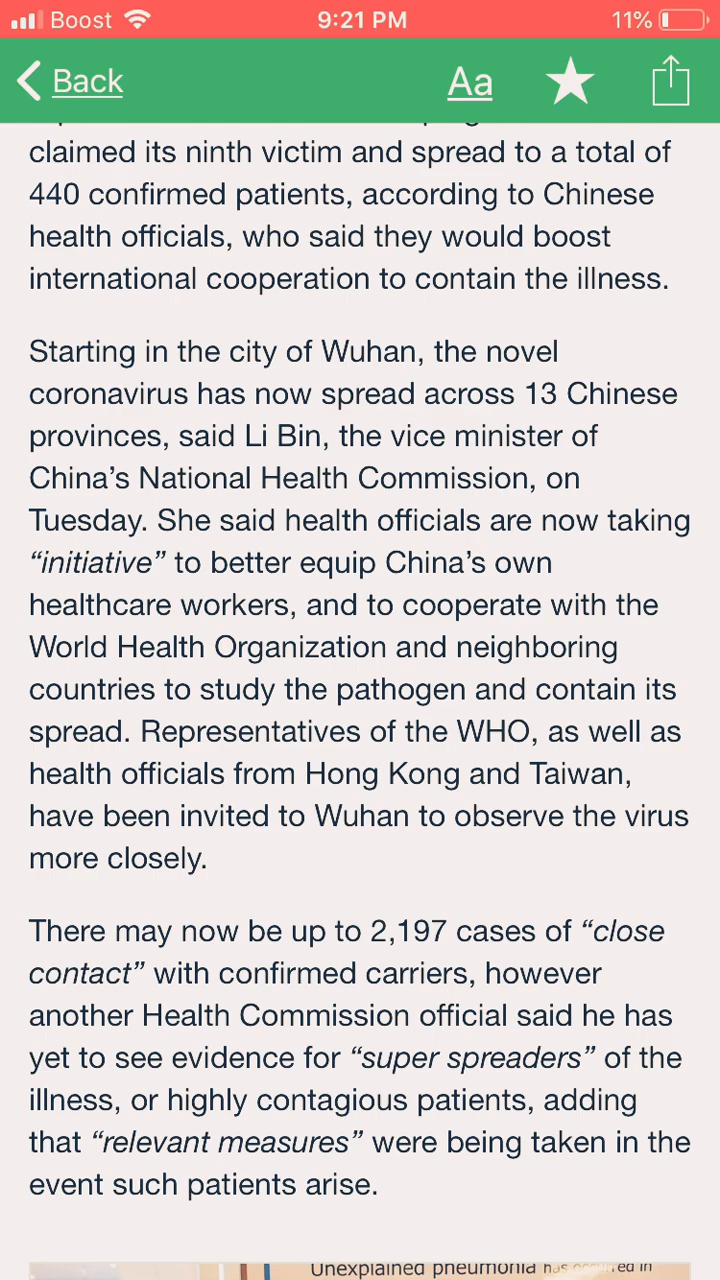 Boost 9:21 PM 11%
Back Aa
claimed its ninth victim and spread to a total of
440 confirmed patients, according to Chinese
health officials, who said they would boost
international cooperation to contain the illness.
Starting in the city of Wuhan, the novel
coronavirus has now spread across 13 Chinese
provinces, said Li Bin, the vice minister of
China’s National Health Commission, on
Tuesday. She said health officials are now taking
“initiative” to better equip China’s own
healthcare workers, and to cooperate with the
World Health Organization and neighboring
countries to study the pathogen and contain its
spread. Representatives of the WHO, as well as
health officials from Hong Kong and Taiwan,
have been invited to Wuhan to observe the virus
more closely.
There may now be up to 2,197 cases of “close
contact” with confirmed carriers, however
another Health Commission official said he has
yet to see evidence for “super spreaders” of the
illness, or highly contagious patients, adding
that “relevant measures” were being taken in the
event such patients arise.
Unexplained pneumonia has in